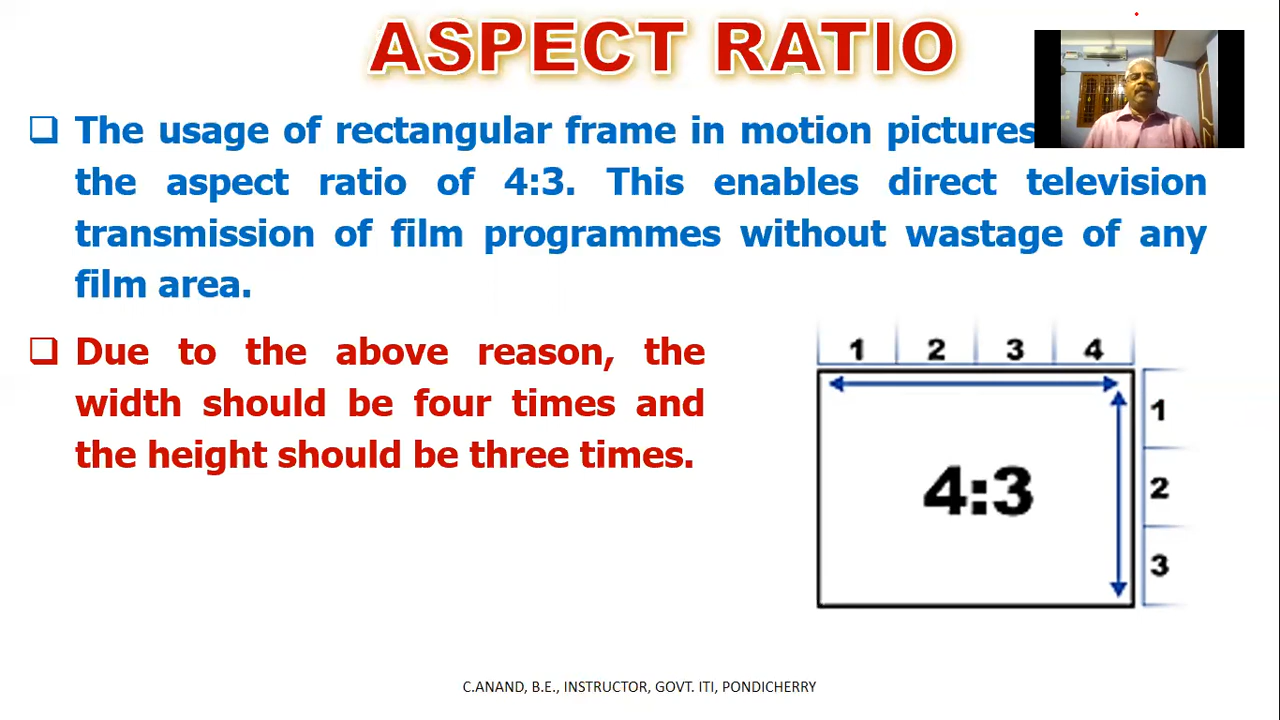 ASPECT RATIO
The usage of rectangular frame in motion pictures
the aspect ratio of 4:3. This enables direct television
transmission of film programmes without wastage of any
film area.
Due to the above reason, the
width should be four times and
the height should be three times.
1 2 3 4
1
4:3
2
3
C.ANAND, B.E., INSTRUCTOR, GOVT. ITI, PONDICHERRY